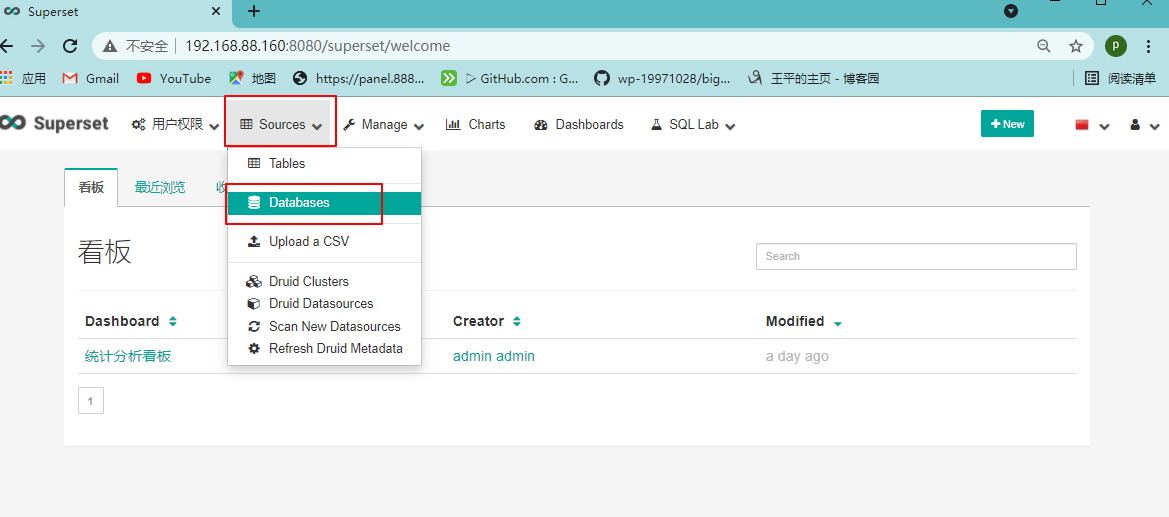 Superset
不安全 192.168.88.160:8080/superset/welcome P
应用 Gmail YouTube 地图 https://panel.888... ▷ GitHub.com : G... wp-19971028/big... 王平的主页 - 博客园 阅读清单
Superset 用户权限 Sources Manage Charts Dashboards SQL Lab + New
Tables
看板 最近浏览 收
Databases
Upload a CSV
看板
Search
Druid Clusters
Druid Datasources
Dashboard Creator Modified
Scan New Datasources
Refresh Druid Metadata
统计分析看板 admin admin a day ago
1